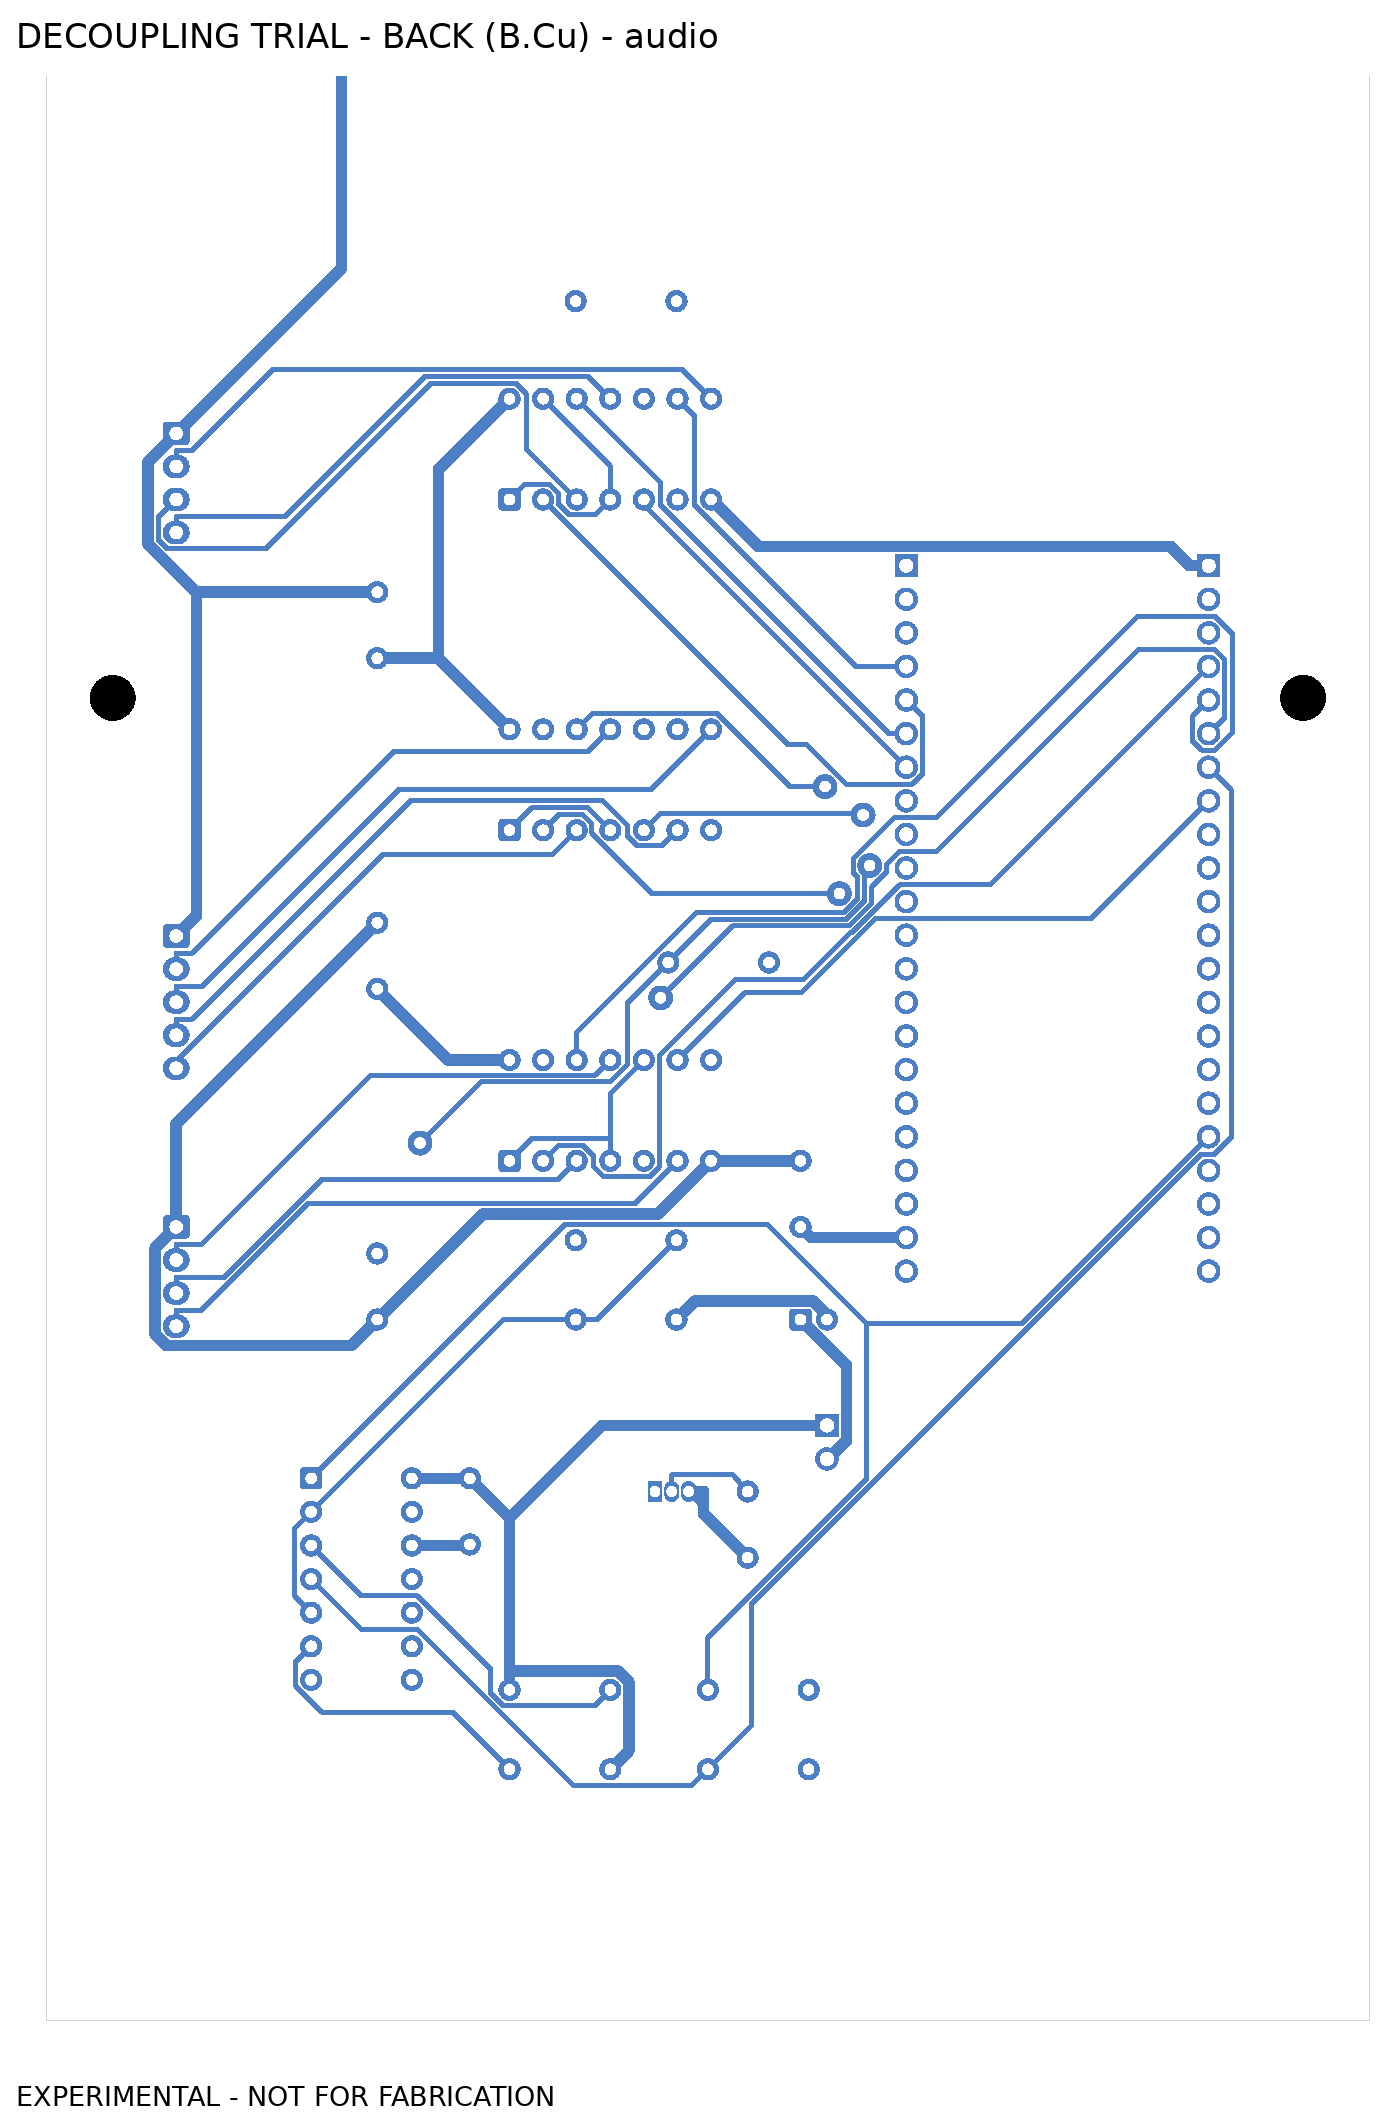 DECOUPLING TRIAL - BACK (B.Cu) - audio
EXPERIMENTAL - NOT FOR FABRICATION